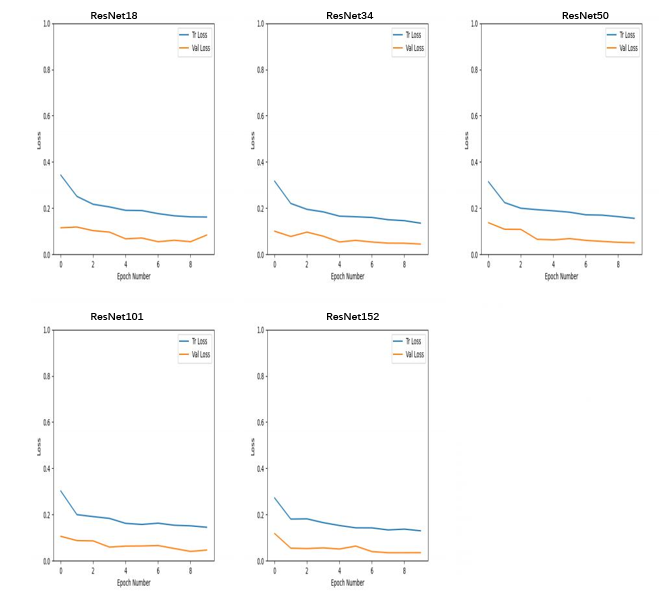 ResNet18
1.0
0.8
0.6
0.4
0.2
0.0
Loss
0 2 4 6 8
Epoch Number
Tr Loss
Val Loss
ResNet34
1.0
0.8
0.6
0.4
0.2
0.0
Loss
0 2 4 6 8
Epoch Number
Tr Loss
Val Loss
ResNet50
1.0
0.8
0.6
0.4
0.2
0.0
Loss
0 2 4 6 8
Epoch Number
Tr Loss
Val Loss
ResNet101
1.0
0.8
0.6
0.4
0.2
0.0
Loss
0 2 4 6 8
Epoch Number
Tr Loss
Val Loss
ResNet152
1.0
0.8
0.6
0.4
0.2
0.0
Loss
0 2 4 6 8
Epoch Number
Tr Loss
Val Loss